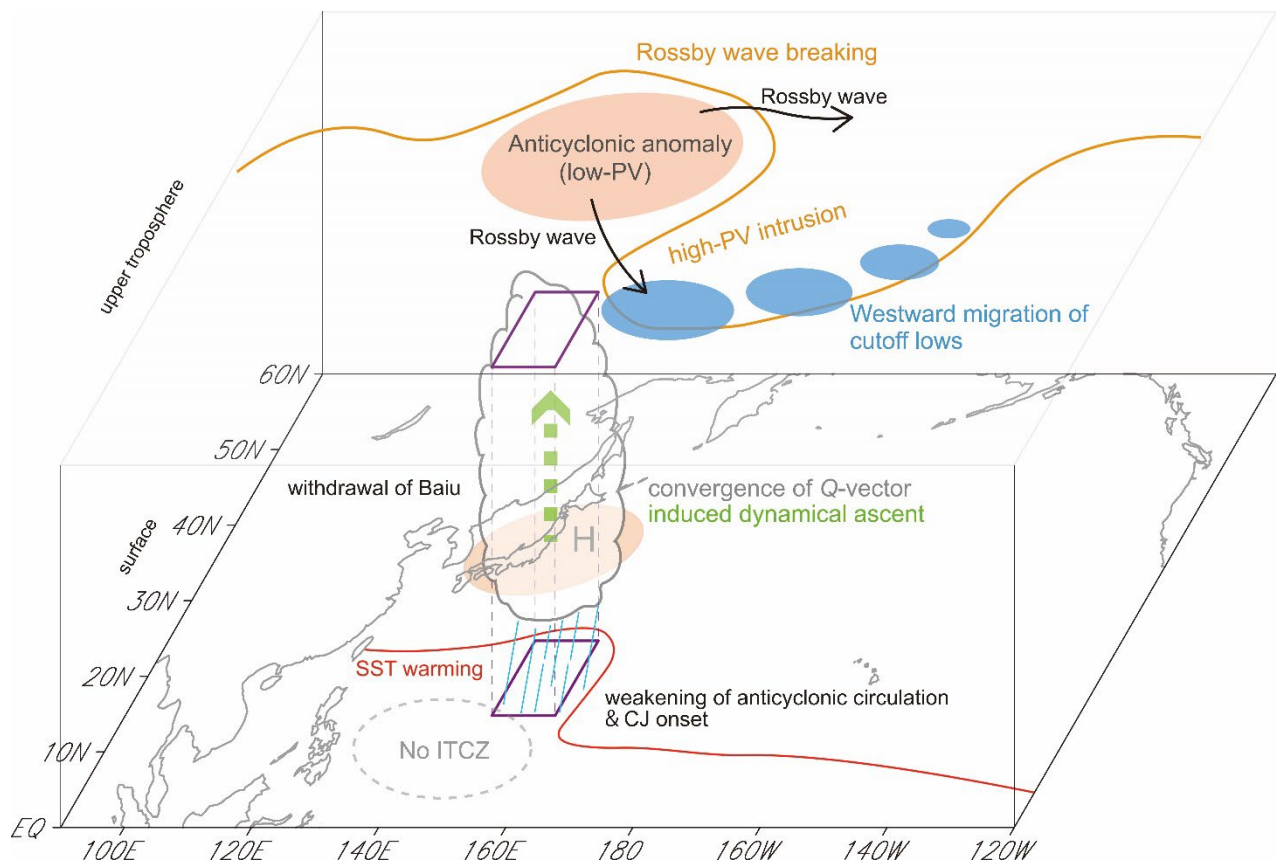 Rossby wave breaking
Rossby wave
Anticyclonic anomaly
(low-PV)
upper troposphere
Rossby wave
high-PV intrusion
Westward migration of
cutoff lows
60N
50N
withdrawal of Baiu
convergence of Q-vector
induced dynamical ascent
40N
surface
H
30N
SST warming
20N
weakening of anticyclonic circulation
& CJ onset
No ITCZ
10N
EQ
100E 120E 140E 160E 180 160W 140W 120W